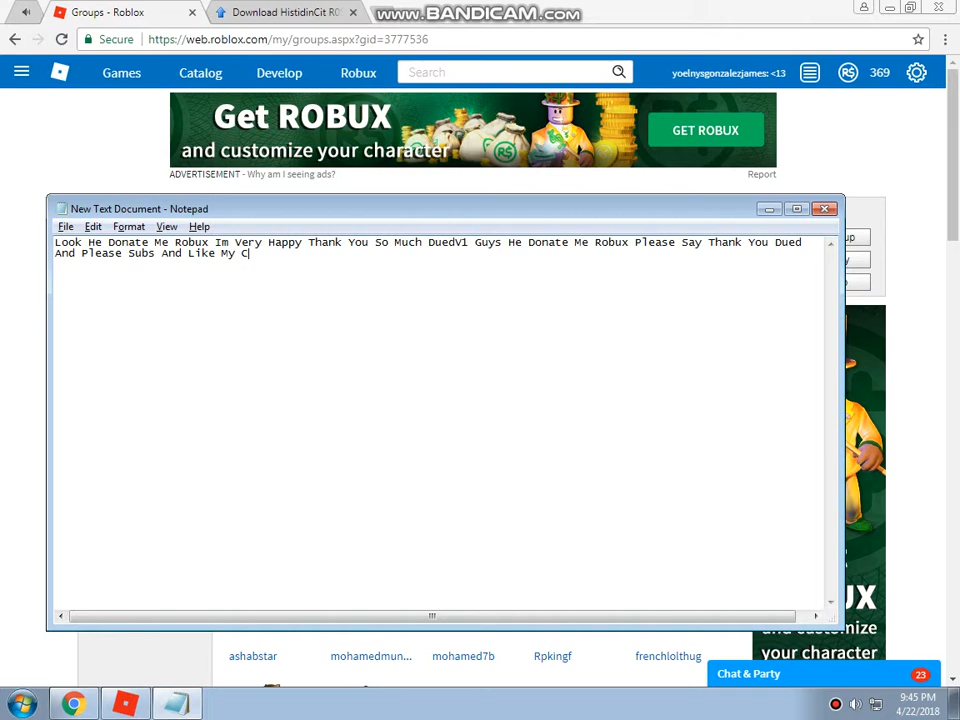 Groups - Roblox
Download HistidinCit R0
www.BANDICAM.com
Secure
https://web.roblox.com/my/groups.aspx?gid=3777536
Games
Catalog
Develop
Robux
Search
yoelnysgonzalezjames: <13
R$
369
Get ROBUX
and customize your character
R$
GET ROBUX
ADVERTISEMENT - Why am I seeing ads?
Report
New Text Document - Notepad
File Edit Format View Help
Look He Donate Me Robux Im Very Happy Thank You So Much DuedV1 Guys He Donate Me Robux Please Say Thank You Dued
And Please Subs And Like My C
ashabstar
mohamedmun...
mohamed7b
Rpkingf
frenchlolthug
and customize
your character
Chat & Party
23
9:45 PM
4/22/2018